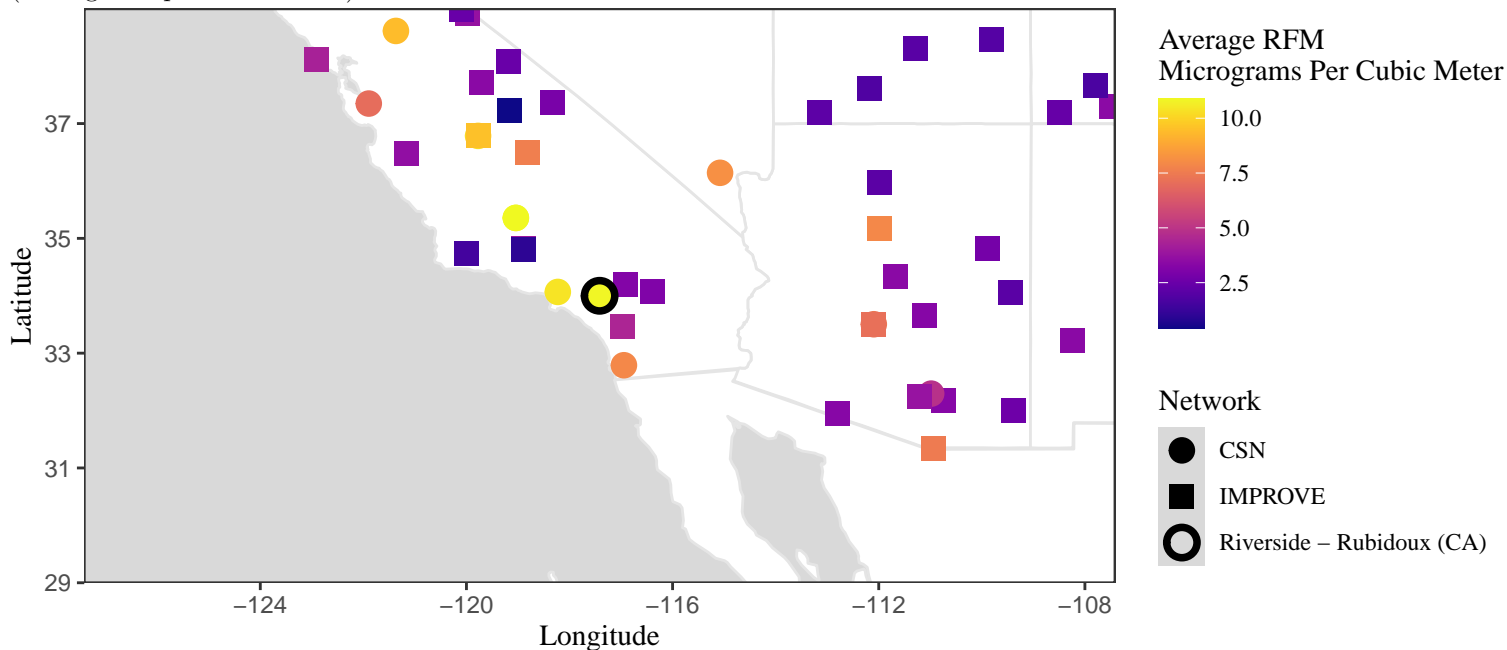 Average RFM
Micrograms Per Cubic Meter
10.0
7.5
5.0
2.5
Network
CSN
IMPROVE
Riverside – Rubidoux (CA)
Latitude
37
35
33
31
29
−124
−120
−116
−112
−108
Longitude